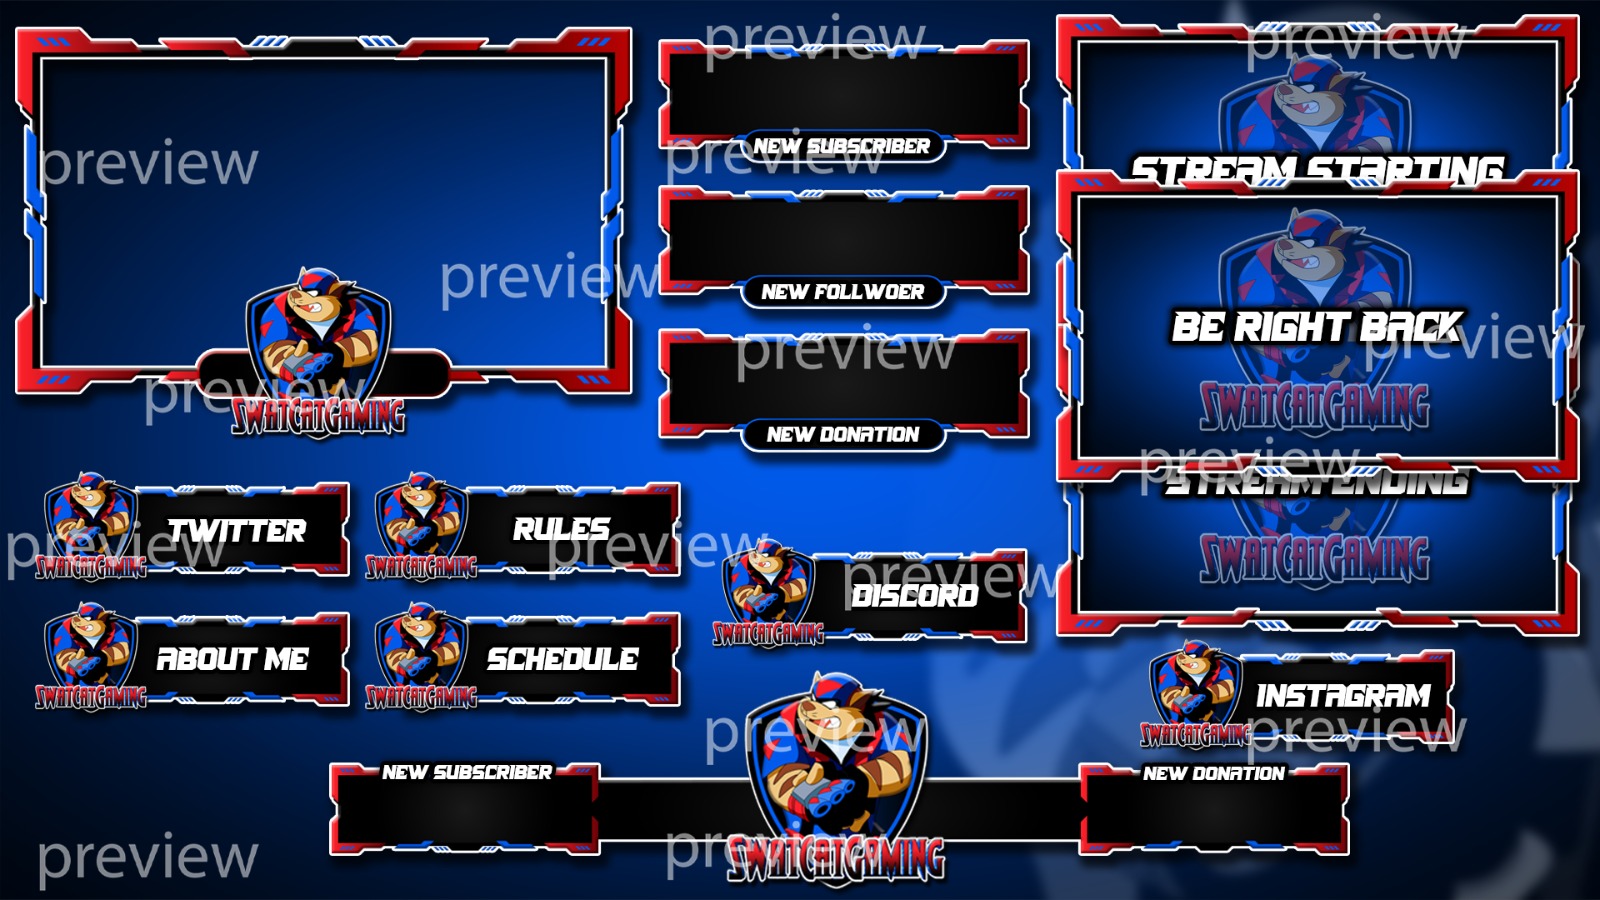 preview
preview
preview
preview
SWATCATGAMING
preview
NEW SUBSCRIBER
preview
NEW FOLLWOER
preview
NEW DONATION
preview
STREAM STARTING
BE RIGHT BACK
preview
SWATCATGAMING
preview
STREAM ENDING
SWATCATGAMING
TWITTER
preview
SWATCATGAMING
RULES
preview
SWATCATGAMING
DISCORD
preview
SWATCATGAMING
ABOUT ME
SWATCATGAMING
SCHEDULE
SWATCATGAMING
INSTAGRAM
preview
SWATCATGAMING
preview
NEW SUBSCRIBER
NEW DONATION
preview
SWATCATGAMING
preview